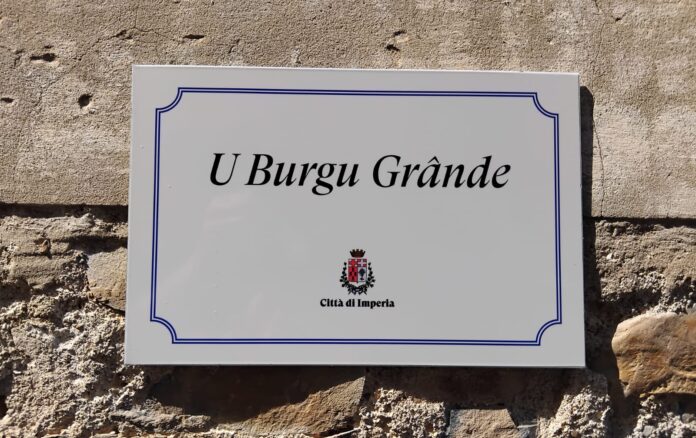 U Burgu Grânde
Città di Imperia